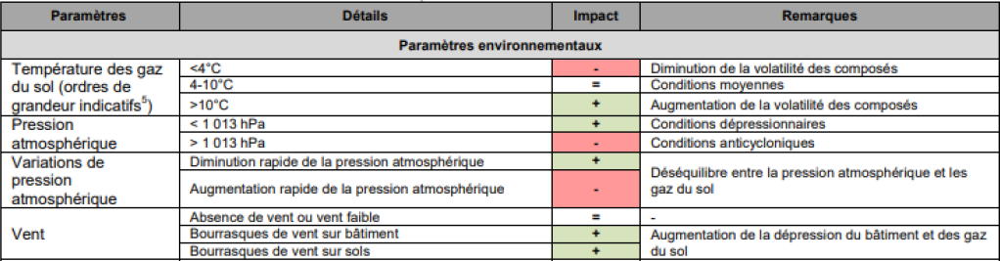 Paramètres Détails Impact Remarques
Paramètres environnementaux
Température des gaz du sol (ordres de grandeur indicatifs5)
<4°C - Diminution de la volatilité des composés
4-10°C = Conditions moyennes
>10°C + Augmentation de la volatilité des composés
Pression atmosphérique
< 1 013 hPa + Conditions dépressionnaires
> 1 013 hPa - Conditions anticycloniques
Variations de pression atmosphérique
Diminution rapide de la pression atmosphérique +
Augmentation rapide de la pression atmosphérique -
Déséquilibre entre la pression atmosphérique et les gaz du sol
Vent
Absence de vent ou vent faible = -
Bourrasques de vent sur bâtiment +
Bourrasques de vent sur sols +
Augmentation de la dépression du bâtiment et des gaz du sol